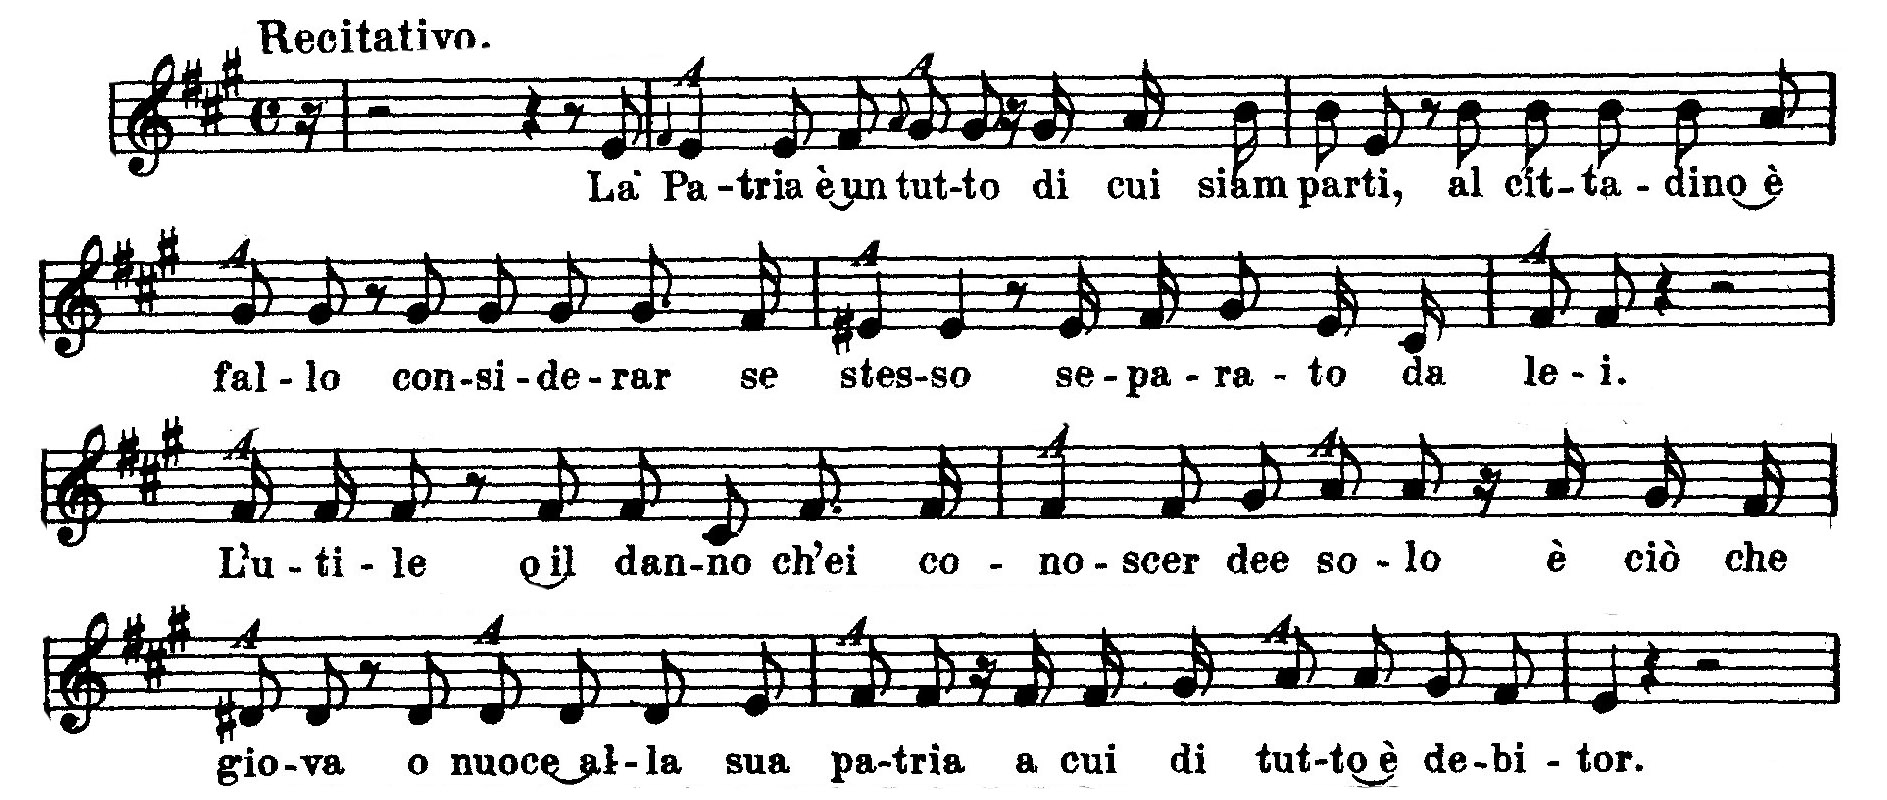 Recitativo.
A A
La Pa-tria è un tut-to di cui siam parti, al cit-ta-dino è
A A A
fal-lo con-si-de-rar se stes-so se-pa-ra-to da le-i.
A A A
L'u-ti-le o il dan-no ch'ei co-no-scer dee so-lo è ciò che
A A A A
gio-va o nuoce al-la sua pa-tria a cui di tut-to è de-bi-tor.